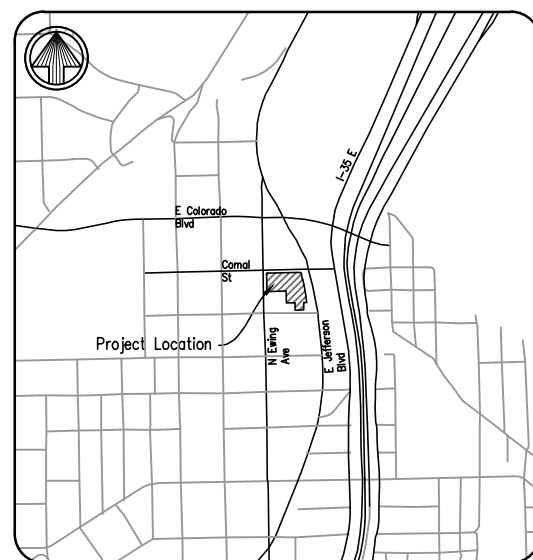 I-35 E
E Colorado
Blvd
Comal
St
Project Location
N Ewing
Ave
E Jefferson
Blvd